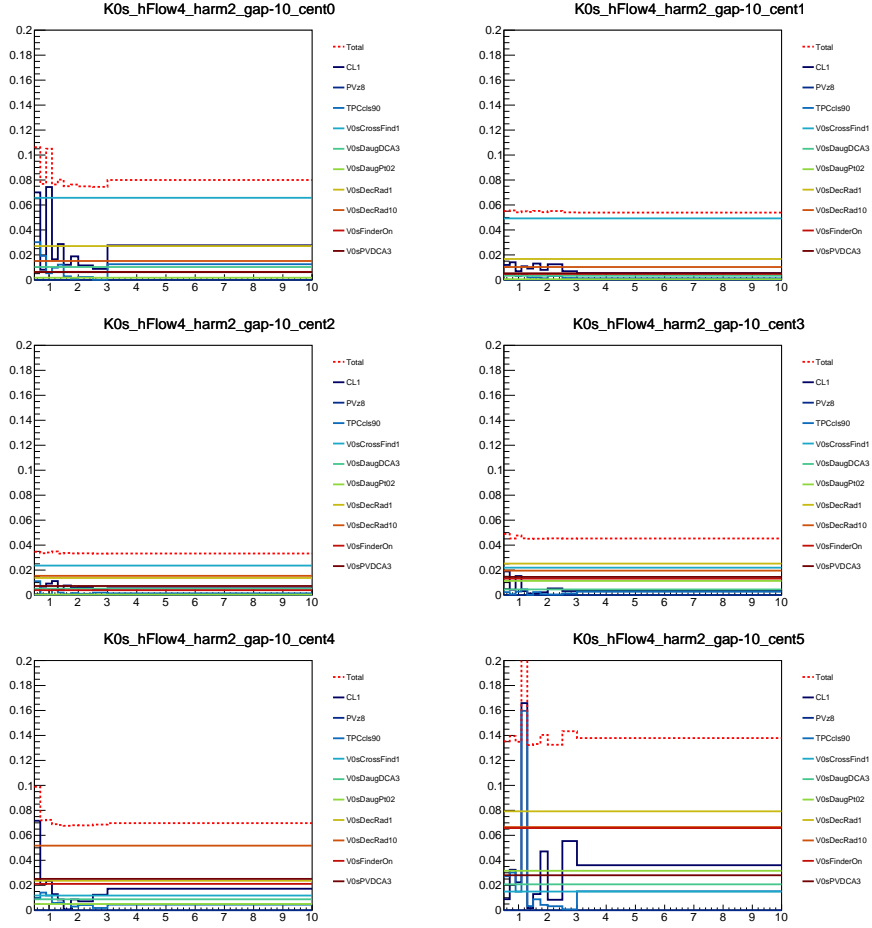 K0s_hFlow4_harm2_gap-10_cent0
0.2
0.18
0.16
0.14
0.12
0.1
0.08
0.06
0.04
0.02
0
1 2 3 4 5 6 7 8 9 10
Total
CL1
PVz8
TPCcls90
V0sCrossFind1
V0sDaugDCA3
V0sDaugPt02
V0sDecRad1
V0sDecRad10
V0sFinderOn
V0sPVDCA3
K0s_hFlow4_harm2_gap-10_cent1
0.2
0.18
0.16
0.14
0.12
0.1
0.08
0.06
0.04
0.02
0
1 2 3 4 5 6 7 8 9 10
Total
CL1
PVz8
TPCcls90
V0sCrossFind1
V0sDaugDCA3
V0sDaugPt02
V0sDecRad1
V0sDecRad10
V0sFinderOn
V0sPVDCA3
K0s_hFlow4_harm2_gap-10_cent2
0.2
0.18
0.16
0.14
0.12
0.1
0.08
0.06
0.04
0.02
0
1 2 3 4 5 6 7 8 9 10
Total
CL1
PVz8
TPCcls90
V0sCrossFind1
V0sDaugDCA3
V0sDaugPt02
V0sDecRad1
V0sDecRad10
V0sFinderOn
V0sPVDCA3
K0s_hFlow4_harm2_gap-10_cent3
0.2
0.18
0.16
0.14
0.12
0.1
0.08
0.06
0.04
0.02
0
1 2 3 4 5 6 7 8 9 10
Total
CL1
PVz8
TPCcls90
V0sCrossFind1
V0sDaugDCA3
V0sDaugPt02
V0sDecRad1
V0sDecRad10
V0sFinderOn
V0sPVDCA3
K0s_hFlow4_harm2_gap-10_cent4
0.2
0.18
0.16
0.14
0.12
0.1
0.08
0.06
0.04
0.02
0
1 2 3 4 5 6 7 8 9 10
Total
CL1
PVz8
TPCcls90
V0sCrossFind1
V0sDaugDCA3
V0sDaugPt02
V0sDecRad1
V0sDecRad10
V0sFinderOn
V0sPVDCA3
K0s_hFlow4_harm2_gap-10_cent5
0.2
0.18
0.16
0.14
0.12
0.1
0.08
0.06
0.04
0.02
0
1 2 3 4 5 6 7 8 9 10
Total
CL1
PVz8
TPCcls90
V0sCrossFind1
V0sDaugDCA3
V0sDaugPt02
V0sDecRad1
V0sDecRad10
V0sFinderOn
V0sPVDCA3